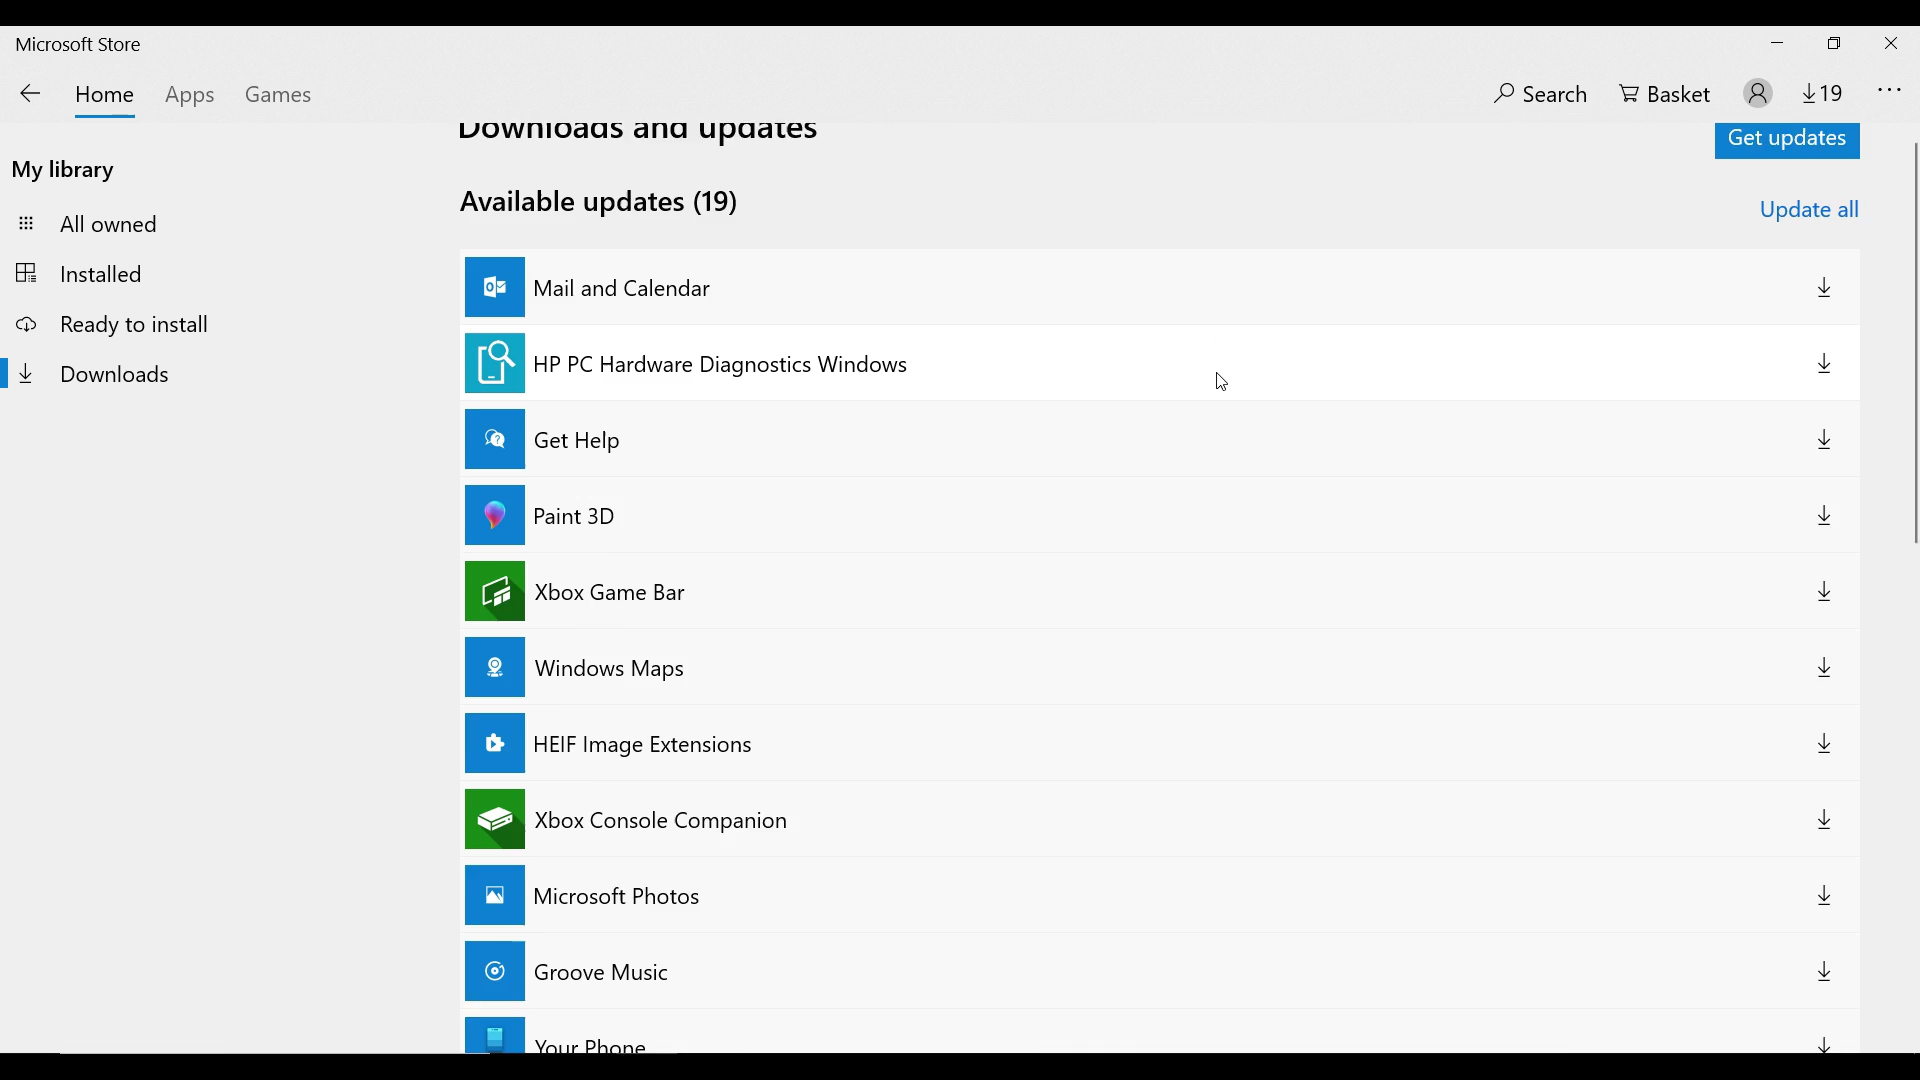 Microsoft Store
Home Apps Games Search Basket 19 ...
Downloads and updates
Get updates
My library
Available updates (19)
Update all
All owned
Installed
Ready to install
Downloads
Mail and Calendar
HP PC Hardware Diagnostics Windows
Get Help
Paint 3D
Xbox Game Bar
Windows Maps
HEIF Image Extensions
Xbox Console Companion
Microsoft Photos
Groove Music
Your Phone